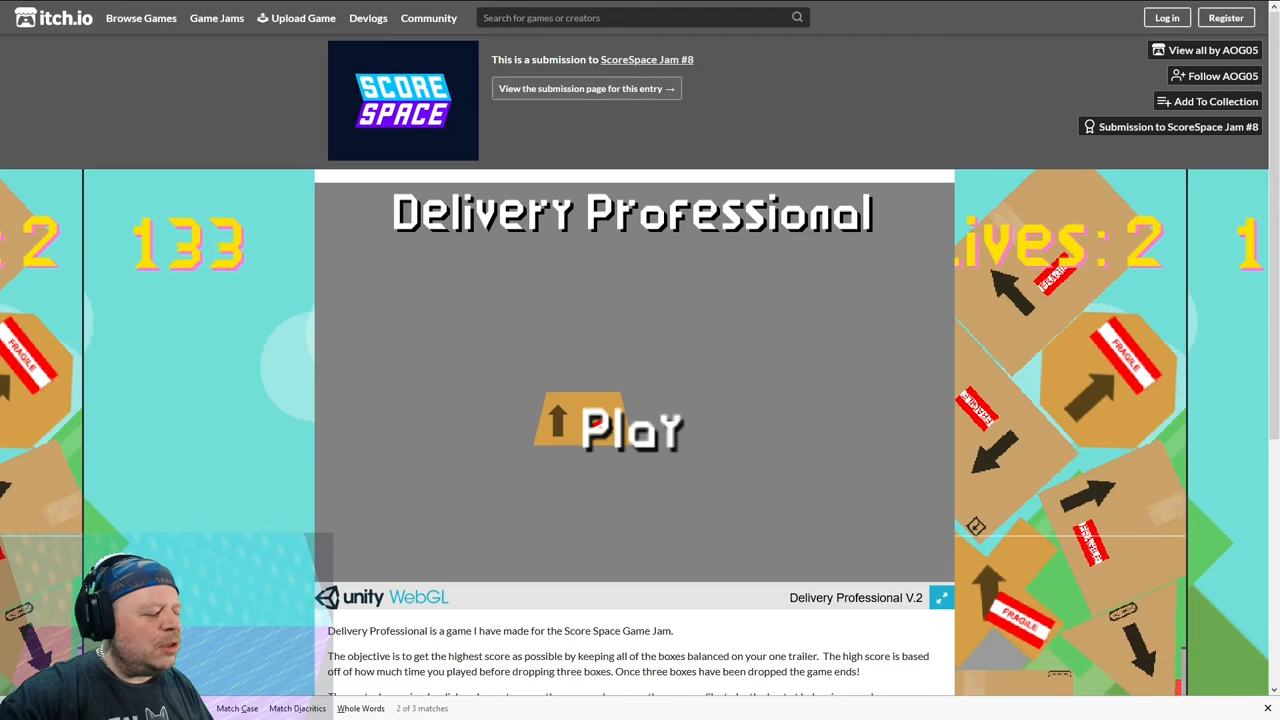 itch.io Browse Games Game Jams Upload Game Devlogs Community Search for games or creators Log in Register
SCORE
SPACE
This is a submission to ScoreSpace Jam #8
View the submission page for this entry →
View all by AOG05
Follow AOG05
Add To Collection
Submission to ScoreSpace Jam #8
Delivery Professional
: 2 133
ives: 2 1
FRAGILE
FRAGILE
FRAGILE
Play
FRAGILE
unity WebGL
Delivery Professional V.2
Delivery Professional is a game I have made for the Score Space Game Jam.
The objective is to get the highest score as possible by keeping all of the boxes balanced on your one trailer. The high score is based
off of how much time you played before dropping three boxes. Once three boxes have been dropped the game ends!
Match Case Match Diacritics Whole Words 2 of 3 matches